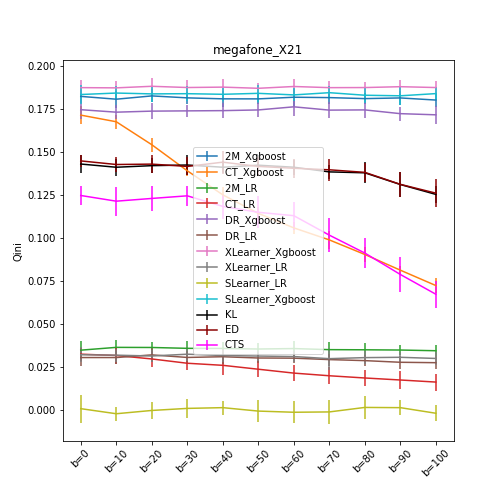 megafone_X21
Qini
0.200
0.175
0.150
0.125
0.100
0.075
0.050
0.025
0.000
2M_Xgboost
CT_Xgboost
2M_LR
CT_LR
DR_Xgboost
DR_LR
XLearner_Xgboost
XLearner_LR
SLearner_LR
SLearner_Xgboost
KL
ED
CTS
b=0
b=10
b=20
b=30
b=40
b=50
b=60
b=70
b=80
b=90
b=100